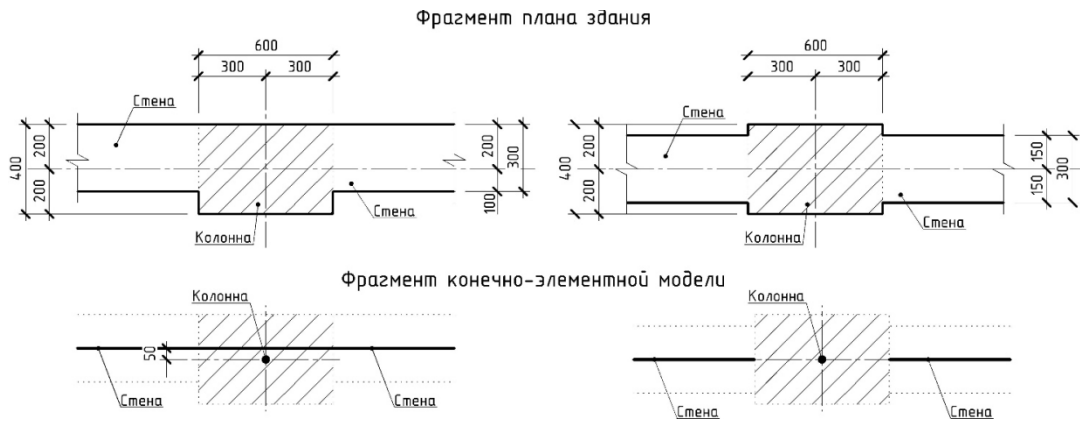 Фрагмент плана здания
600
600
300
300
300
300
Стена
Стена
400
200
200
200
100
300
400
200
200
150
150
300
Стена
Стена
Колонна
Колонна
Фрагмент конечно-элементной модели
Колонна
Колонна
50
Стена
Стена
Стена
Стена